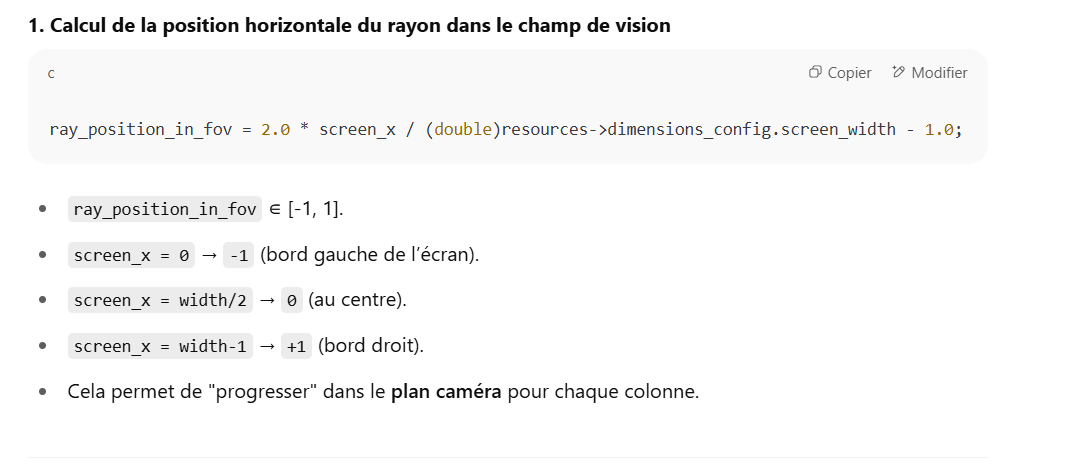 1. Calcul de la position horizontale du rayon dans le champ de vision
c
Copier
Modifier
ray_position_in_fov = 2.0 * screen_x / (double)resources->dimensions_config.screen_width - 1.0;
• ray_position_in_fov ∈ [-1, 1].
• screen_x = 0 → -1 (bord gauche de l’écran).
• screen_x = width/2 → 0 (au centre).
• screen_x = width-1 → +1 (bord droit).
• Cela permet de "progresser" dans le plan caméra pour chaque colonne.